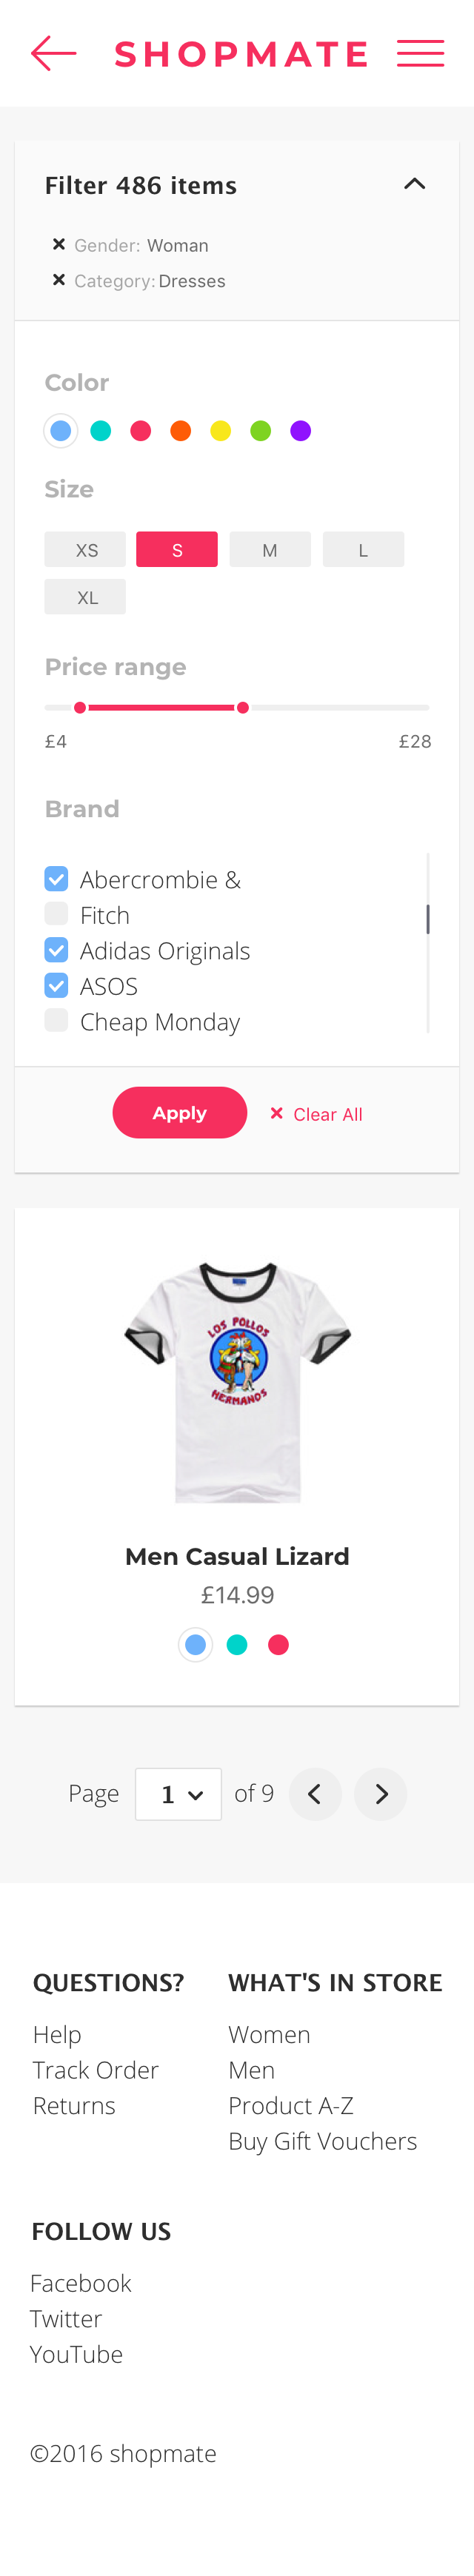 SHOPMATE
Filter 486 items
Gender: Woman
Category: Dresses
Color
Size
XS S M L
XL
Price range
£4 £28
Brand
Abercrombie &
Fitch
Adidas Originals
ASOS
Cheap Monday
Apply Clear All
LOS POLLOS
HERMANOS
Men Casual Lizard
£14.99
Page 1 of 9
QUESTIONS?
Help
Track Order
Returns
WHAT'S IN STORE
Women
Men
Product A-Z
Buy Gift Vouchers
FOLLOW US
Facebook
Twitter
YouTube
©2016 shopmate